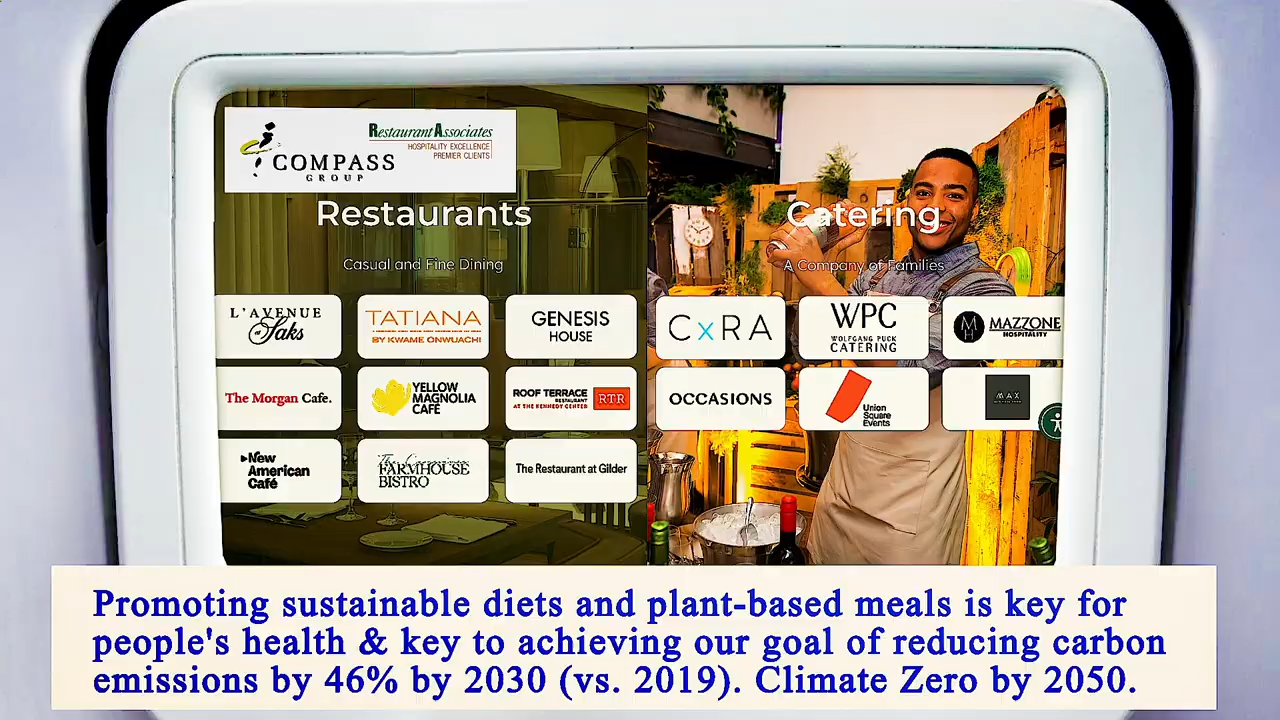 COMPASS
GROUP
Restaurant Associates
HOSPITALITY EXCELLENCE
PREMIER CLIENTS
Restaurants
Casual and Fine Dining
L'AVENUE
Saks
TATIANA
BY KWAME ONWUACHI
GENESIS
HOUSE
The Morgan Cafe.
YELLOW
MAGNOLIA
CAFÉ
ROOF TERRACE
RESTAURANT
AT THE KENNEDY CENTER
RTR
New
American
Café
FARMHOUSE
BISTRO
The Restaurant at Gilder
Catering
A Company of Families
CxRA
WPC
WOLFGANG PUCK
CATERING
MH
MAZZONE
HOSPITALITY
OCCASIONS
Union
Square
Events
MAX
Promoting sustainable diets and plant-based meals is key for
people's health & key to achieving our goal of reducing carbon
emissions by 46% by 2030 (vs. 2019). Climate Zero by 2050.